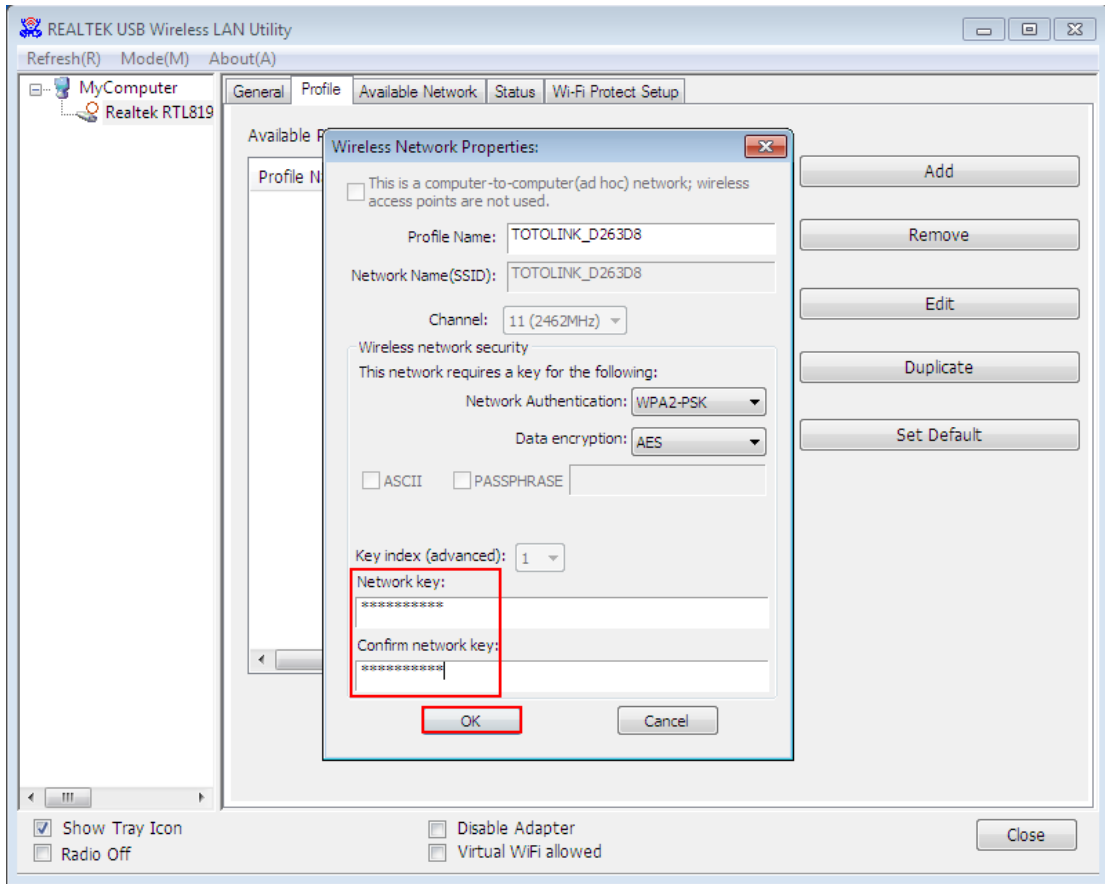 REALTEK USB Wireless LAN Utility
Refresh(R) Mode(M) About(A)
MyComputer
Realtek RTL819
General Profile Available Network Status Wi-Fi Protect Setup
Available P
Profile N
Wireless Network Properties:
This is a computer-to-computer(ad hoc) network; wireless
access points are not used.
Profile Name: TOTOLINK_D263D8
Network Name(SSID): TOTOLINK_D263D8
Channel: 11 (2462MHz)
Wireless network security
This network requires a key for the following:
Network Authentication: WPA2-PSK
Data encryption: AES
ASCII PASSPHRASE
Key index (advanced): 1
Network key:
**********
Confirm network key:
**********
OK Cancel
Add
Remove
Edit
Duplicate
Set Default
Show Tray Icon
Radio Off
Disable Adapter
Virtual WiFi allowed
Close